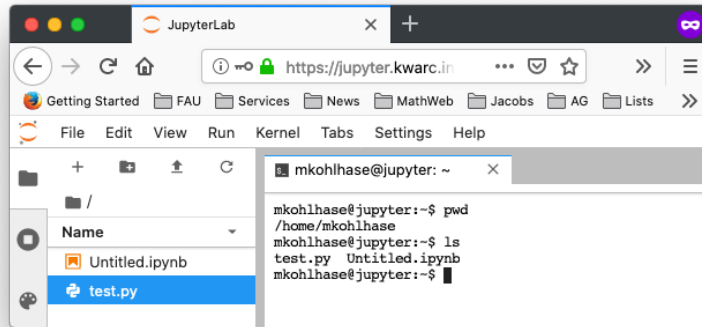 JupyterLab
https://jupyter.kwarc.in
Getting Started FAU Services News MathWeb Jacobs AG Lists
File Edit View Run Kernel Tabs Settings Help
mkohlhase@jupyter: ~
/
Name
Untitled.ipynb
test.py
mkohlhase@jupyter:~$ pwd
/home/mkohlhase
mkohlhase@jupyter:~$ ls
test.py Untitled.ipynb
mkohlhase@jupyter:~$